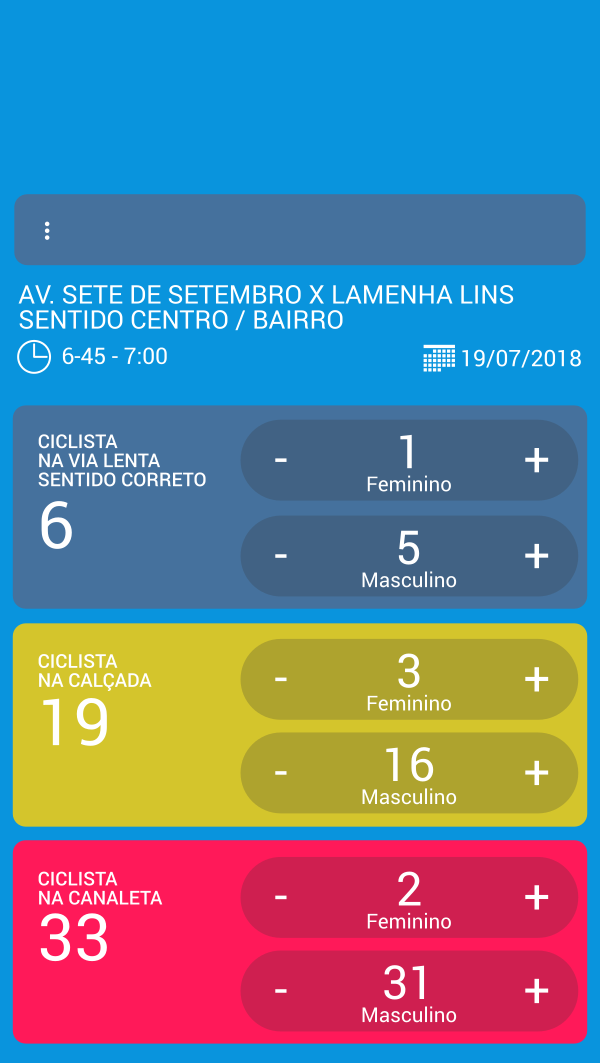 AV. SETE DE SETEMBRO X LAMENHA LINS
SENTIDO CENTRO / BAIRRO
6-45 - 7:00
19/07/2018
CICLISTA
NA VIA LENTA
SENTIDO CORRETO
6
- 1 +
Feminino
- 5 +
Masculino
CICLISTA
NA CALÇADA
19
- 3 +
Feminino
- 16 +
Masculino
CICLISTA
NA CANALETA
33
- 2 +
Feminino
- 31 +
Masculino